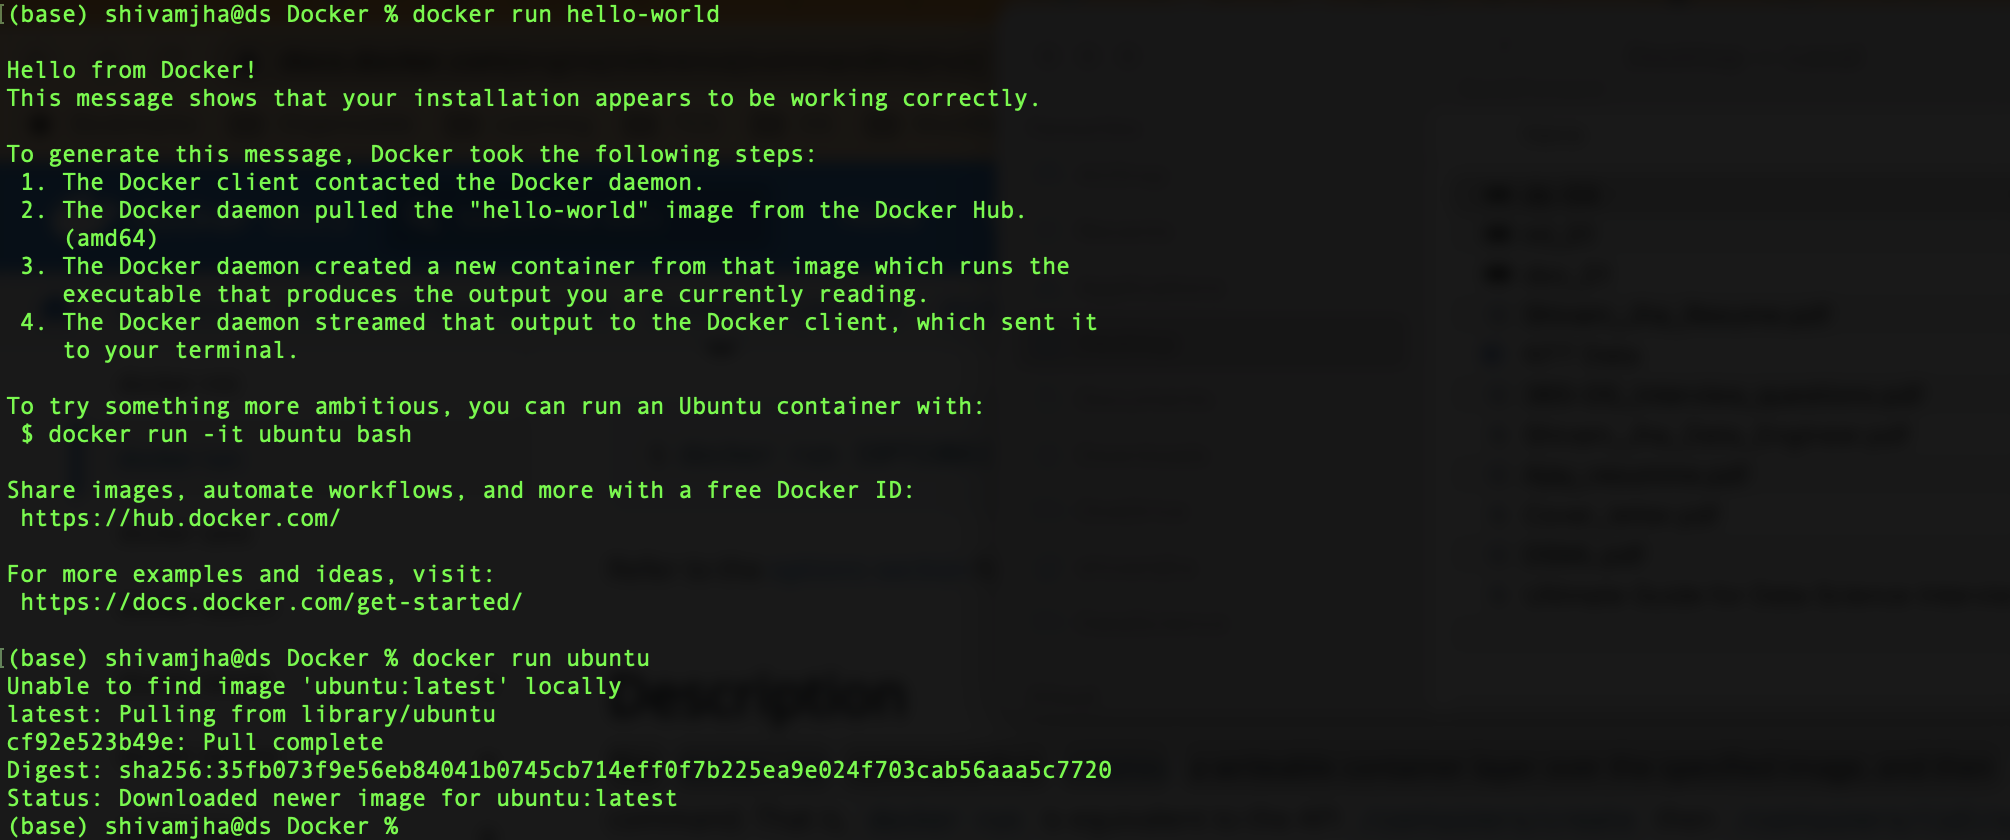 (base) shivamjha@ds Docker % docker run hello-world
Hello from Docker!
This message shows that your installation appears to be working correctly.
To generate this message, Docker took the following steps:
1. The Docker client contacted the Docker daemon.
2. The Docker daemon pulled the "hello-world" image from the Docker Hub.
(amd64)
3. The Docker daemon created a new container from that image which runs the
executable that produces the output you are currently reading.
4. The Docker daemon streamed that output to the Docker client, which sent it
to your terminal.
To try something more ambitious, you can run an Ubuntu container with:
$ docker run -it ubuntu bash
Share images, automate workflows, and more with a free Docker ID:
https://hub.docker.com/
For more examples and ideas, visit:
https://docs.docker.com/get-started/
(base) shivamjha@ds Docker % docker run ubuntu
Unable to find image 'ubuntu:latest' locally
latest: Pulling from library/ubuntu
Description
cf92e523b49e: Pull complete
Digest: sha256:35fb073f9e56eb84041b0745cb714eff0f7b225ea9e024f703cab56aaa5c7720
Status: Downloaded newer image for ubuntu:latest
(base) shivamjha@ds Docker %